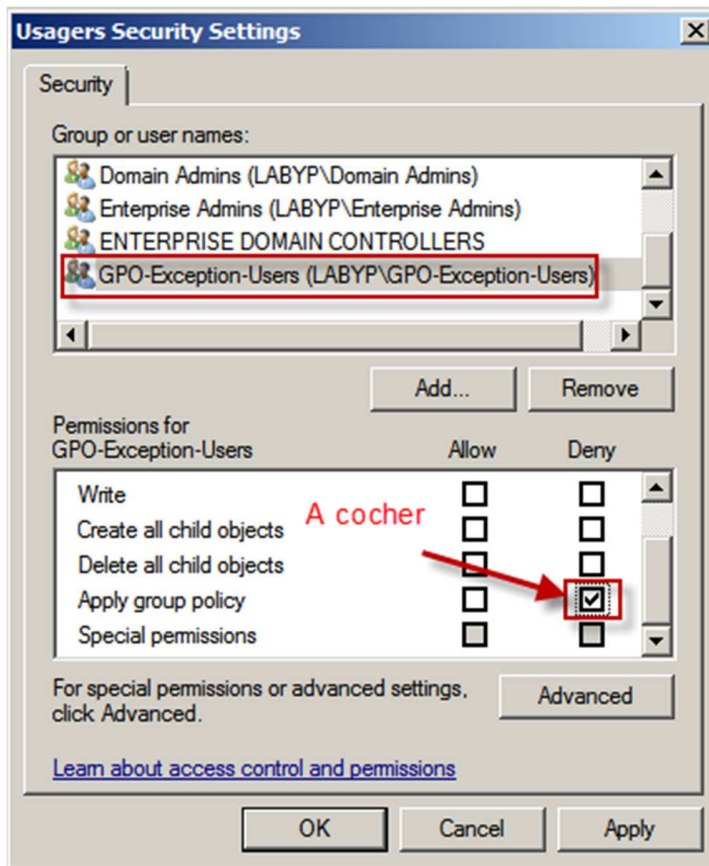 Usagers Security Settings
Security
Group or user names:
Domain Admins (LABYP\Domain Admins)
Enterprise Admins (LABYP\Enterprise Admins)
ENTERPRISE DOMAIN CONTROLLERS
GPO-Exception-Users (LABYP\GPO-Exception-Users)
Add...
Remove
Permissions for
GPO-Exception-Users
Allow
Deny
Write
A cocher
Create all child objects
Delete all child objects
Apply group policy
Special permissions
For special permissions or advanced settings,
click Advanced.
Advanced
Learn about access control and permissions
OK
Cancel
Apply